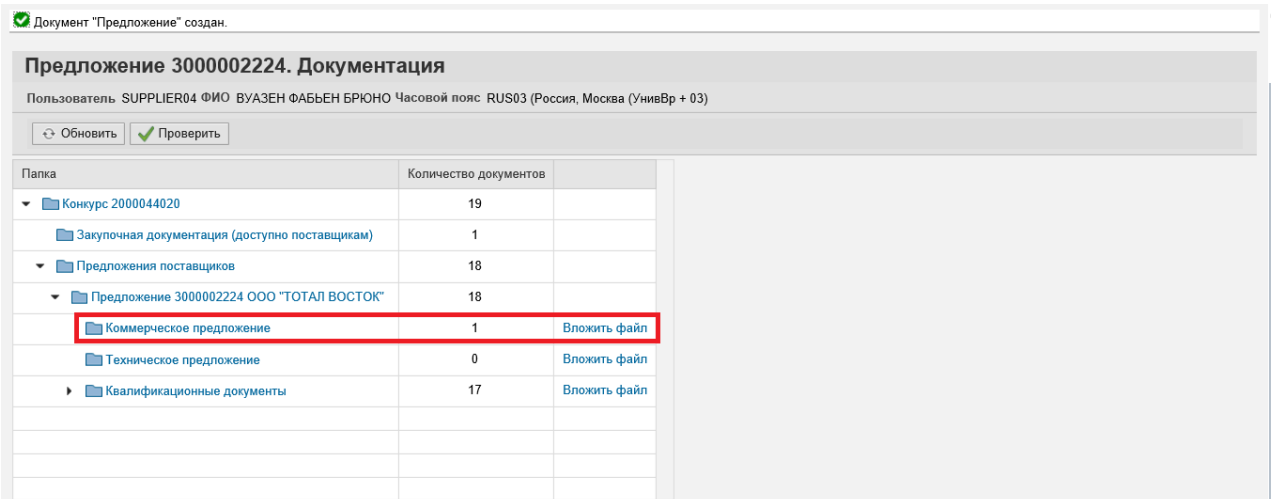 Документ "Предложение" создан.
Предложение 3000002224. Документация
Пользователь SUPPLIER04 ФИО ВУАЗЕН ФАБЬЕН БРЮНО Часовой пояс RUS03 (Россия, Москва (УнивВр + 03)
Обновить Проверить
Папка Количество документов
Конкурс 2000044020 19
Закупочная документация (доступно поставщикам) 1
Предложения поставщиков 18
Предложение 3000002224 ООО "ТОТАЛ ВОСТОК" 18
Коммерческое предложение 1 Вложить файл
Техническое предложение 0 Вложить файл
Квалификационные документы 17 Вложить файл